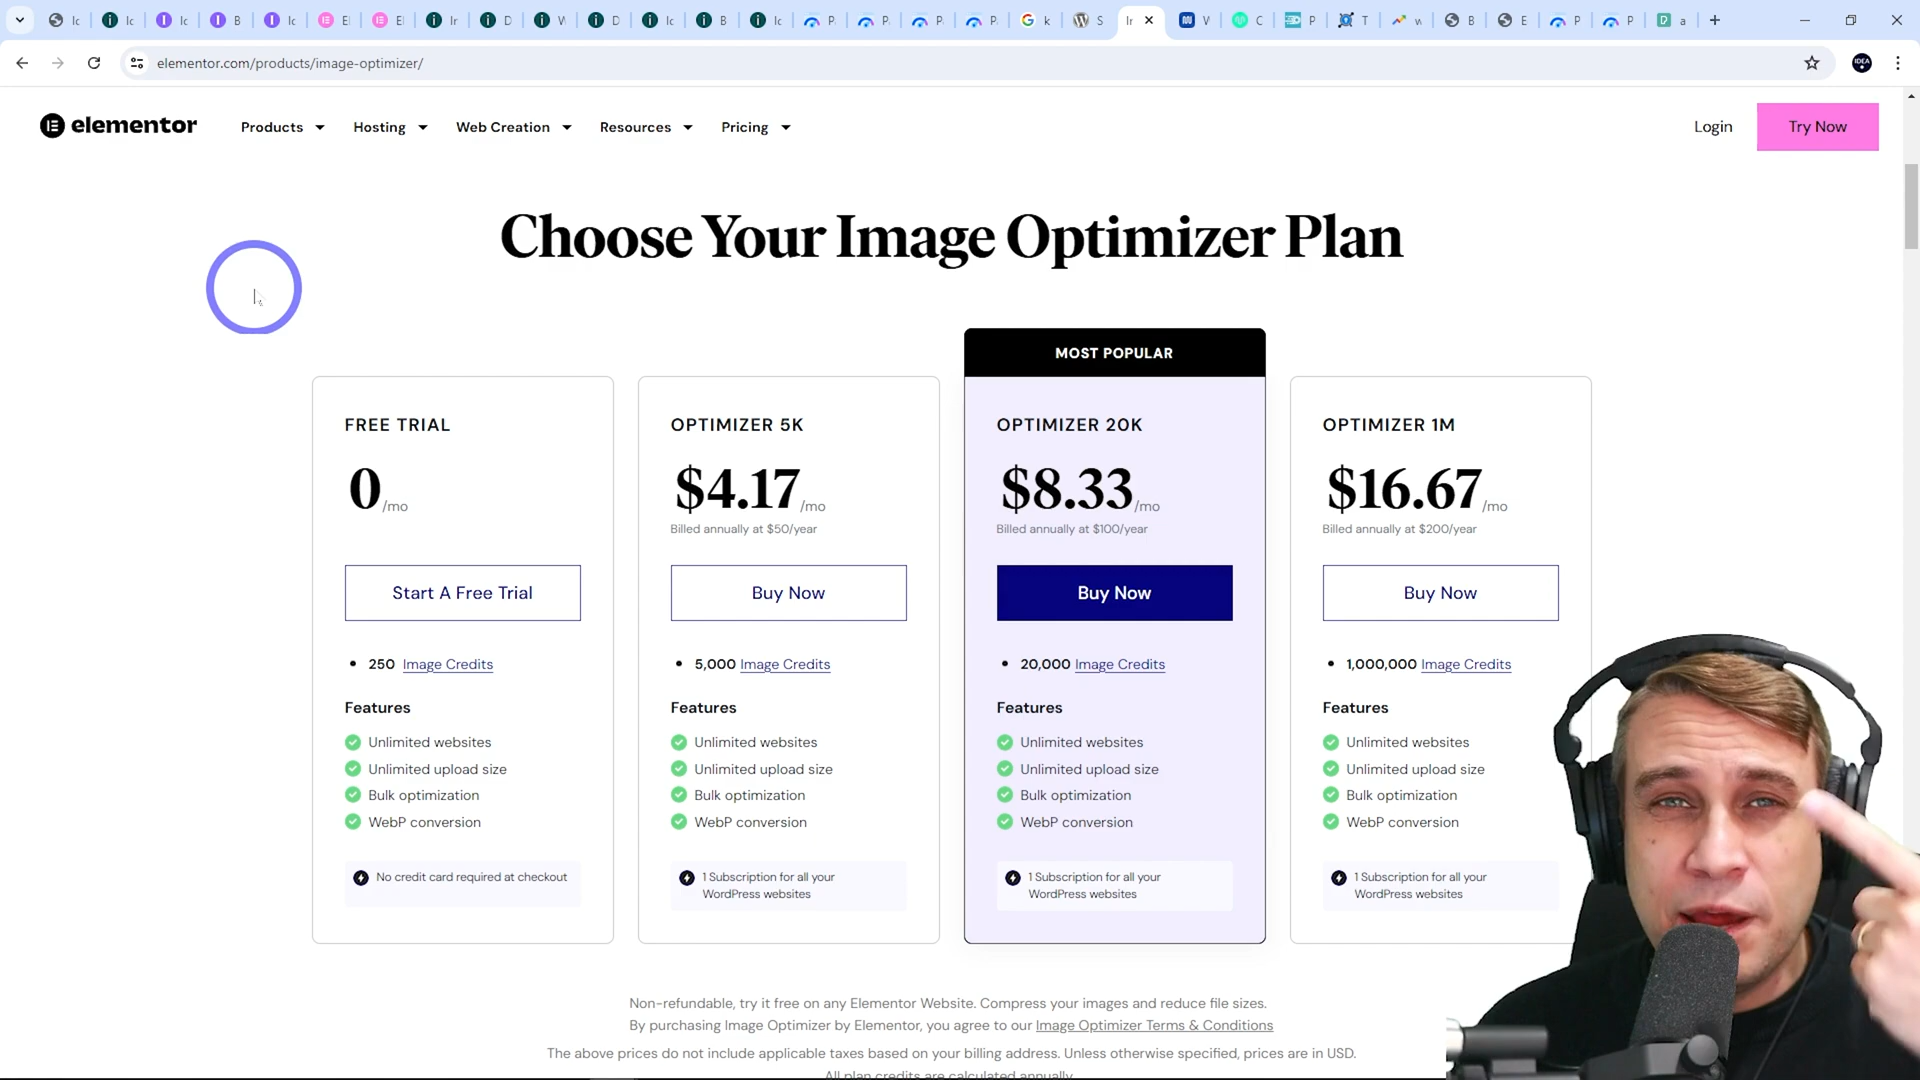 elementor.com/products/image-optimizer/
IDEA
elementor
Products
Hosting
Web Creation
Resources
Pricing
Login
Try Now
Choose Your Image Optimizer Plan
MOST POPULAR
FREE TRIAL
0/mo
Start A Free Trial
250 Image Credits
Features
Unlimited websites
Unlimited upload size
Bulk optimization
WebP conversion
No credit card required at checkout
OPTIMIZER 5K
$4.17/mo
Billed annually at $50/year
Buy Now
5,000 Image Credits
Features
Unlimited websites
Unlimited upload size
Bulk optimization
WebP conversion
1 Subscription for all your
WordPress websites
OPTIMIZER 20K
$8.33/mo
Billed annually at $100/year
Buy Now
20,000 Image Credits
Features
Unlimited websites
Unlimited upload size
Bulk optimization
WebP conversion
1 Subscription for all your
WordPress websites
OPTIMIZER 1M
$16.67/mo
Billed annually at $200/year
Buy Now
1,000,000 Image Credits
Features
Unlimited websites
Unlimited upload size
Bulk optimization
WebP conversion
1 Subscription for all your
WordPress websites
Non-refundable, try it free on any Elementor Website. Compress your images and reduce file sizes.
By purchasing Image Optimizer by Elementor, you agree to our Image Optimizer Terms & Conditions
The above prices do not include applicable taxes based on your billing address. Unless otherwise specified, prices are in USD.
All plan credits are calculated annually